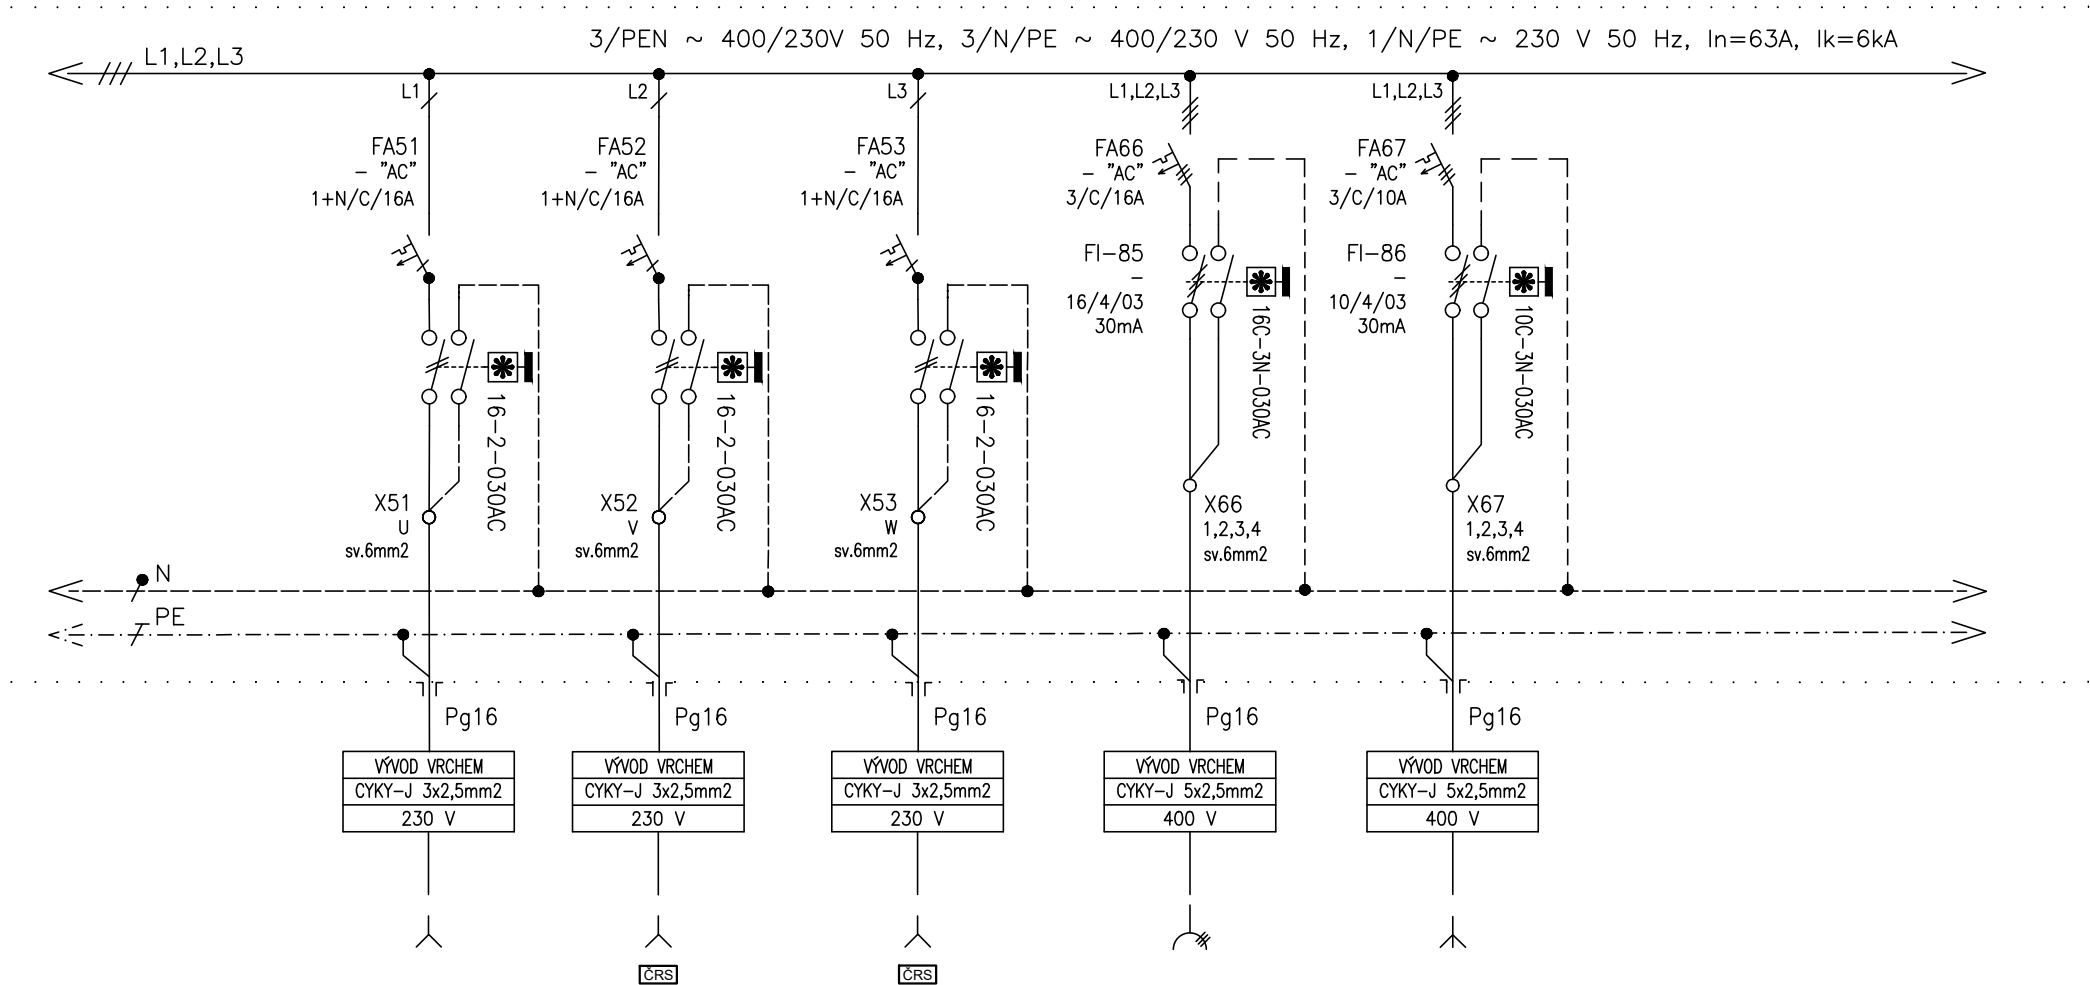 3/PEN ~ 400/230V 50 Hz, 3/N/PE ~ 400/230 V 50 Hz, 1/N/PE ~ 230 V 50 Hz, In=63A, Ik=6kA
L1,L2,L3
L1
FA51
– "AC"
1+N/C/16A
16-2-030AC
X51
U
sv.6mm2
L2
FA52
– "AC"
1+N/C/16A
16-2-030AC
X52
V
sv.6mm2
L3
FA53
– "AC"
1+N/C/16A
16-2-030AC
X53
W
sv.6mm2
L1,L2,L3
FA66
– "AC"
3/C/16A
FI-85
–
16/4/03
30mA
16C-3N-030AC
X66
1,2,3,4
sv.6mm2
L1,L2,L3
FA67
– "AC"
3/C/10A
FI-86
–
10/4/03
30mA
10C-3N-030AC
X67
1,2,3,4
sv.6mm2
N
PE
Pg16
VÝVOD VRCHEM
CYKY-J 3x2,5mm2
230 V
Pg16
VÝVOD VRCHEM
CYKY-J 3x2,5mm2
230 V
ČRS
Pg16
VÝVOD VRCHEM
CYKY-J 3x2,5mm2
230 V
ČRS
Pg16
VÝVOD VRCHEM
CYKY-J 5x2,5mm2
400 V
Pg16
VÝVOD VRCHEM
CYKY-J 5x2,5mm2
400 V